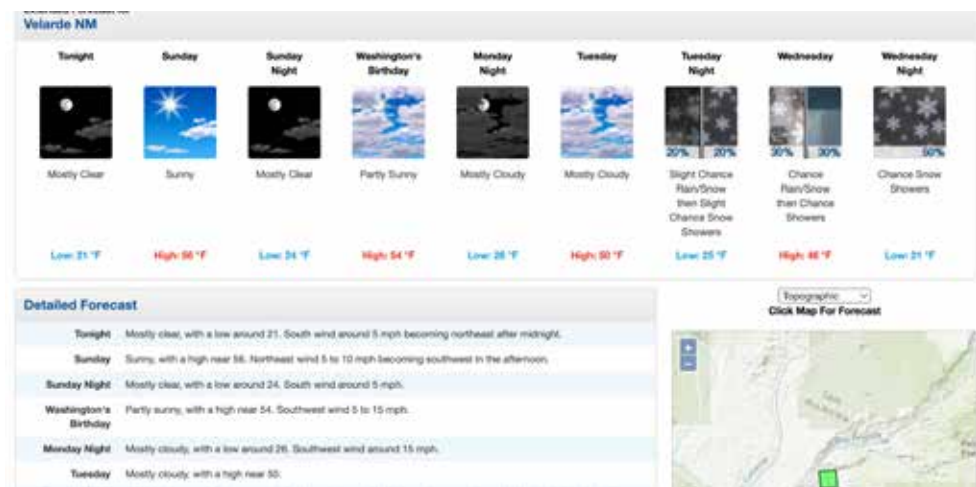 Extended Forecast for
Velarde NM
Tonight
Sunday
Sunday
Night
Washington's
Birthday
Monday
Night
Tuesday
Tuesday
Night
Wednesday
Wednesday
Night
20% 20%
30% 30%
50%
Mostly Clear
Sunny
Mostly Clear
Partly Sunny
Mostly Cloudy
Mostly Cloudy
Slight Chance
Rain/Snow
then Slight
Chance Snow
Showers
Chance
Rain/Snow
then Chance
Showers
Chance Snow
Showers
Low: 21 °F
High: 56 °F
Low: 24 °F
High: 54 °F
Low: 26 °F
High: 50 °F
Low: 25 °F
High: 46 °F
Low: 21 °F
Detailed Forecast
Tonight Mostly clear, with a low around 21. South wind around 5 mph becoming northeast after midnight.
Sunday Sunny, with a high near 56. Northeast wind 5 to 10 mph becoming southwest in the afternoon.
Sunday Night Mostly clear, with a low around 24. South wind around 5 mph.
Washington's Partly sunny, with a high near 54. Southwest wind 5 to 15 mph.
Birthday
Monday Night Mostly cloudy, with a low around 26. Southwest wind around 15 mph.
Tuesday Mostly cloudy, with a high near 50.
Topographic
Click Map For Forecast
+
−